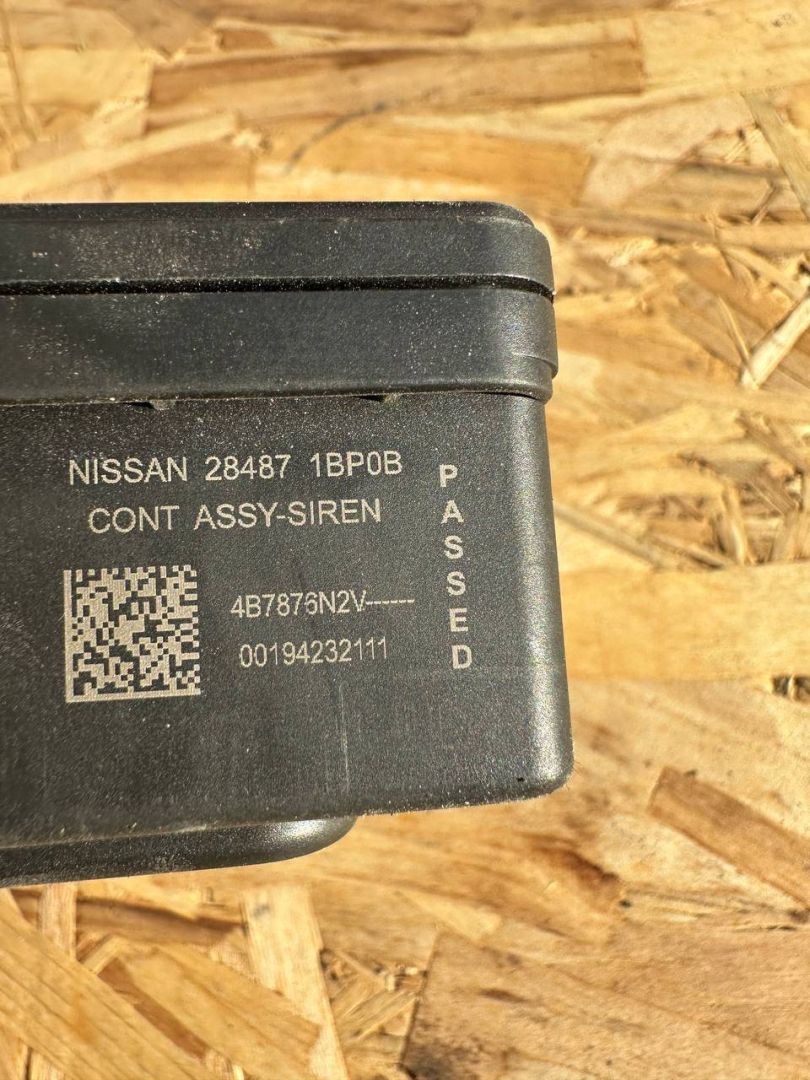 NISSAN 28487 1BP0B
CONT ASSY-SIREN
4B7876N2V------
00194232111
PASSED